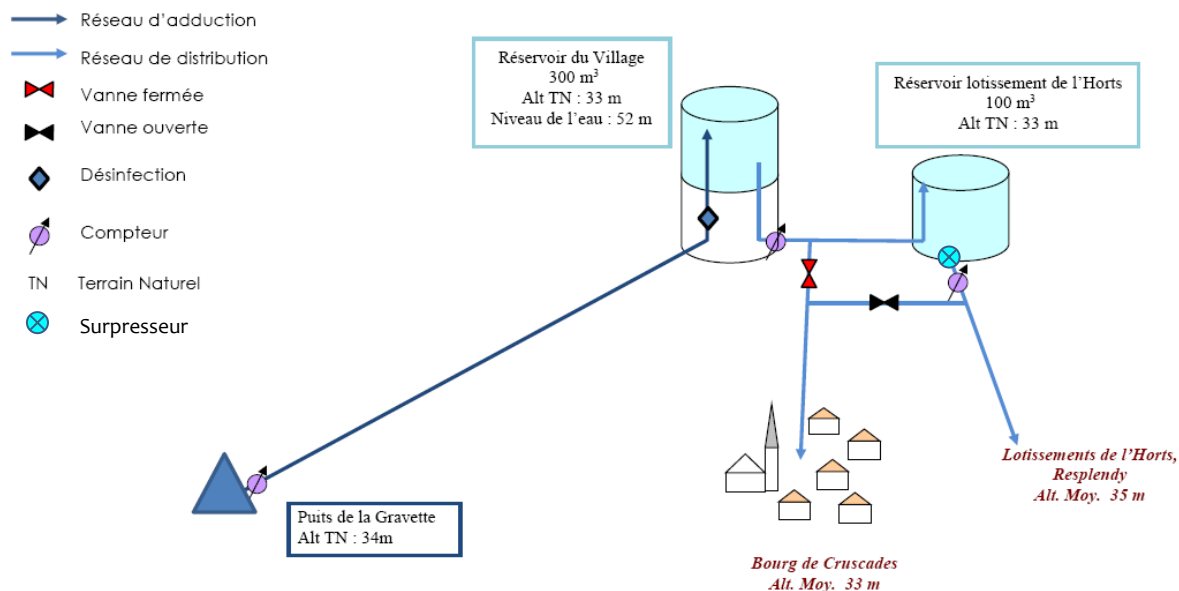 Réseau d'adduction
Réseau de distribution
Vanne fermée
Vanne ouverte
Désinfection
Compteur
TN Terrain Naturel
Surpresseur
Réservoir du Village
300 m³
Alt TN : 33 m
Niveau de l'eau : 52 m
Réservoir lotissement de l'Horts
100 m³
Alt TN : 33 m
Puits de la Gravette
Alt TN : 34m
Lotissements de l'Horts,
Resplendy
Alt. Moy. 35 m
Bourg de Cruscades
Alt. Moy. 33 m